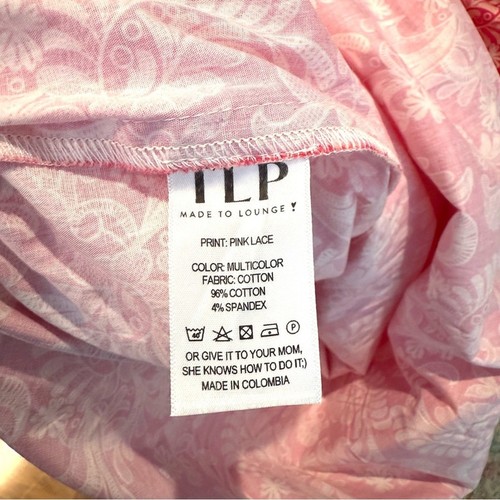 TLP
MADE TO LOUNGE
PRINT: PINK LACE
COLOR: MULTICOLOR
FABRIC: COTTON
96% COTTON
4% SPANDEX
P
OR GIVE IT TO YOUR MOM,
SHE KNOWS HOW TO DO IT;)
MADE IN COLOMBIA